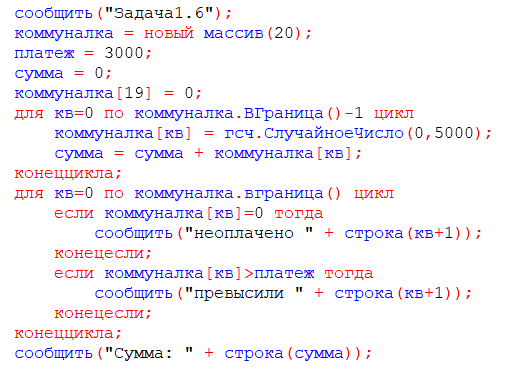 сообщить("Задача1.6");
коммуналка = новый массив(20);
платеж = 3000;
сумма = 0;
коммуналка[19] = 0;
для кв=0 по коммуналка.ВГраница()-1 цикл
    коммуналка[кв] = гсч.СлучайноеЧисло(0,5000);
    сумма = сумма + коммуналка[кв];
конеццикла;
для кв=0 по коммуналка.вграница() цикл
    если коммуналка[кв]=0 тогда
        сообщить("неоплачено " + строка(кв+1));
    конецесли;
    если коммуналка[кв]>платеж тогда
        сообщить("превысили " + строка(кв+1));
    конецесли;
конеццикла;
сообщить("Сумма: " + строка(сумма));